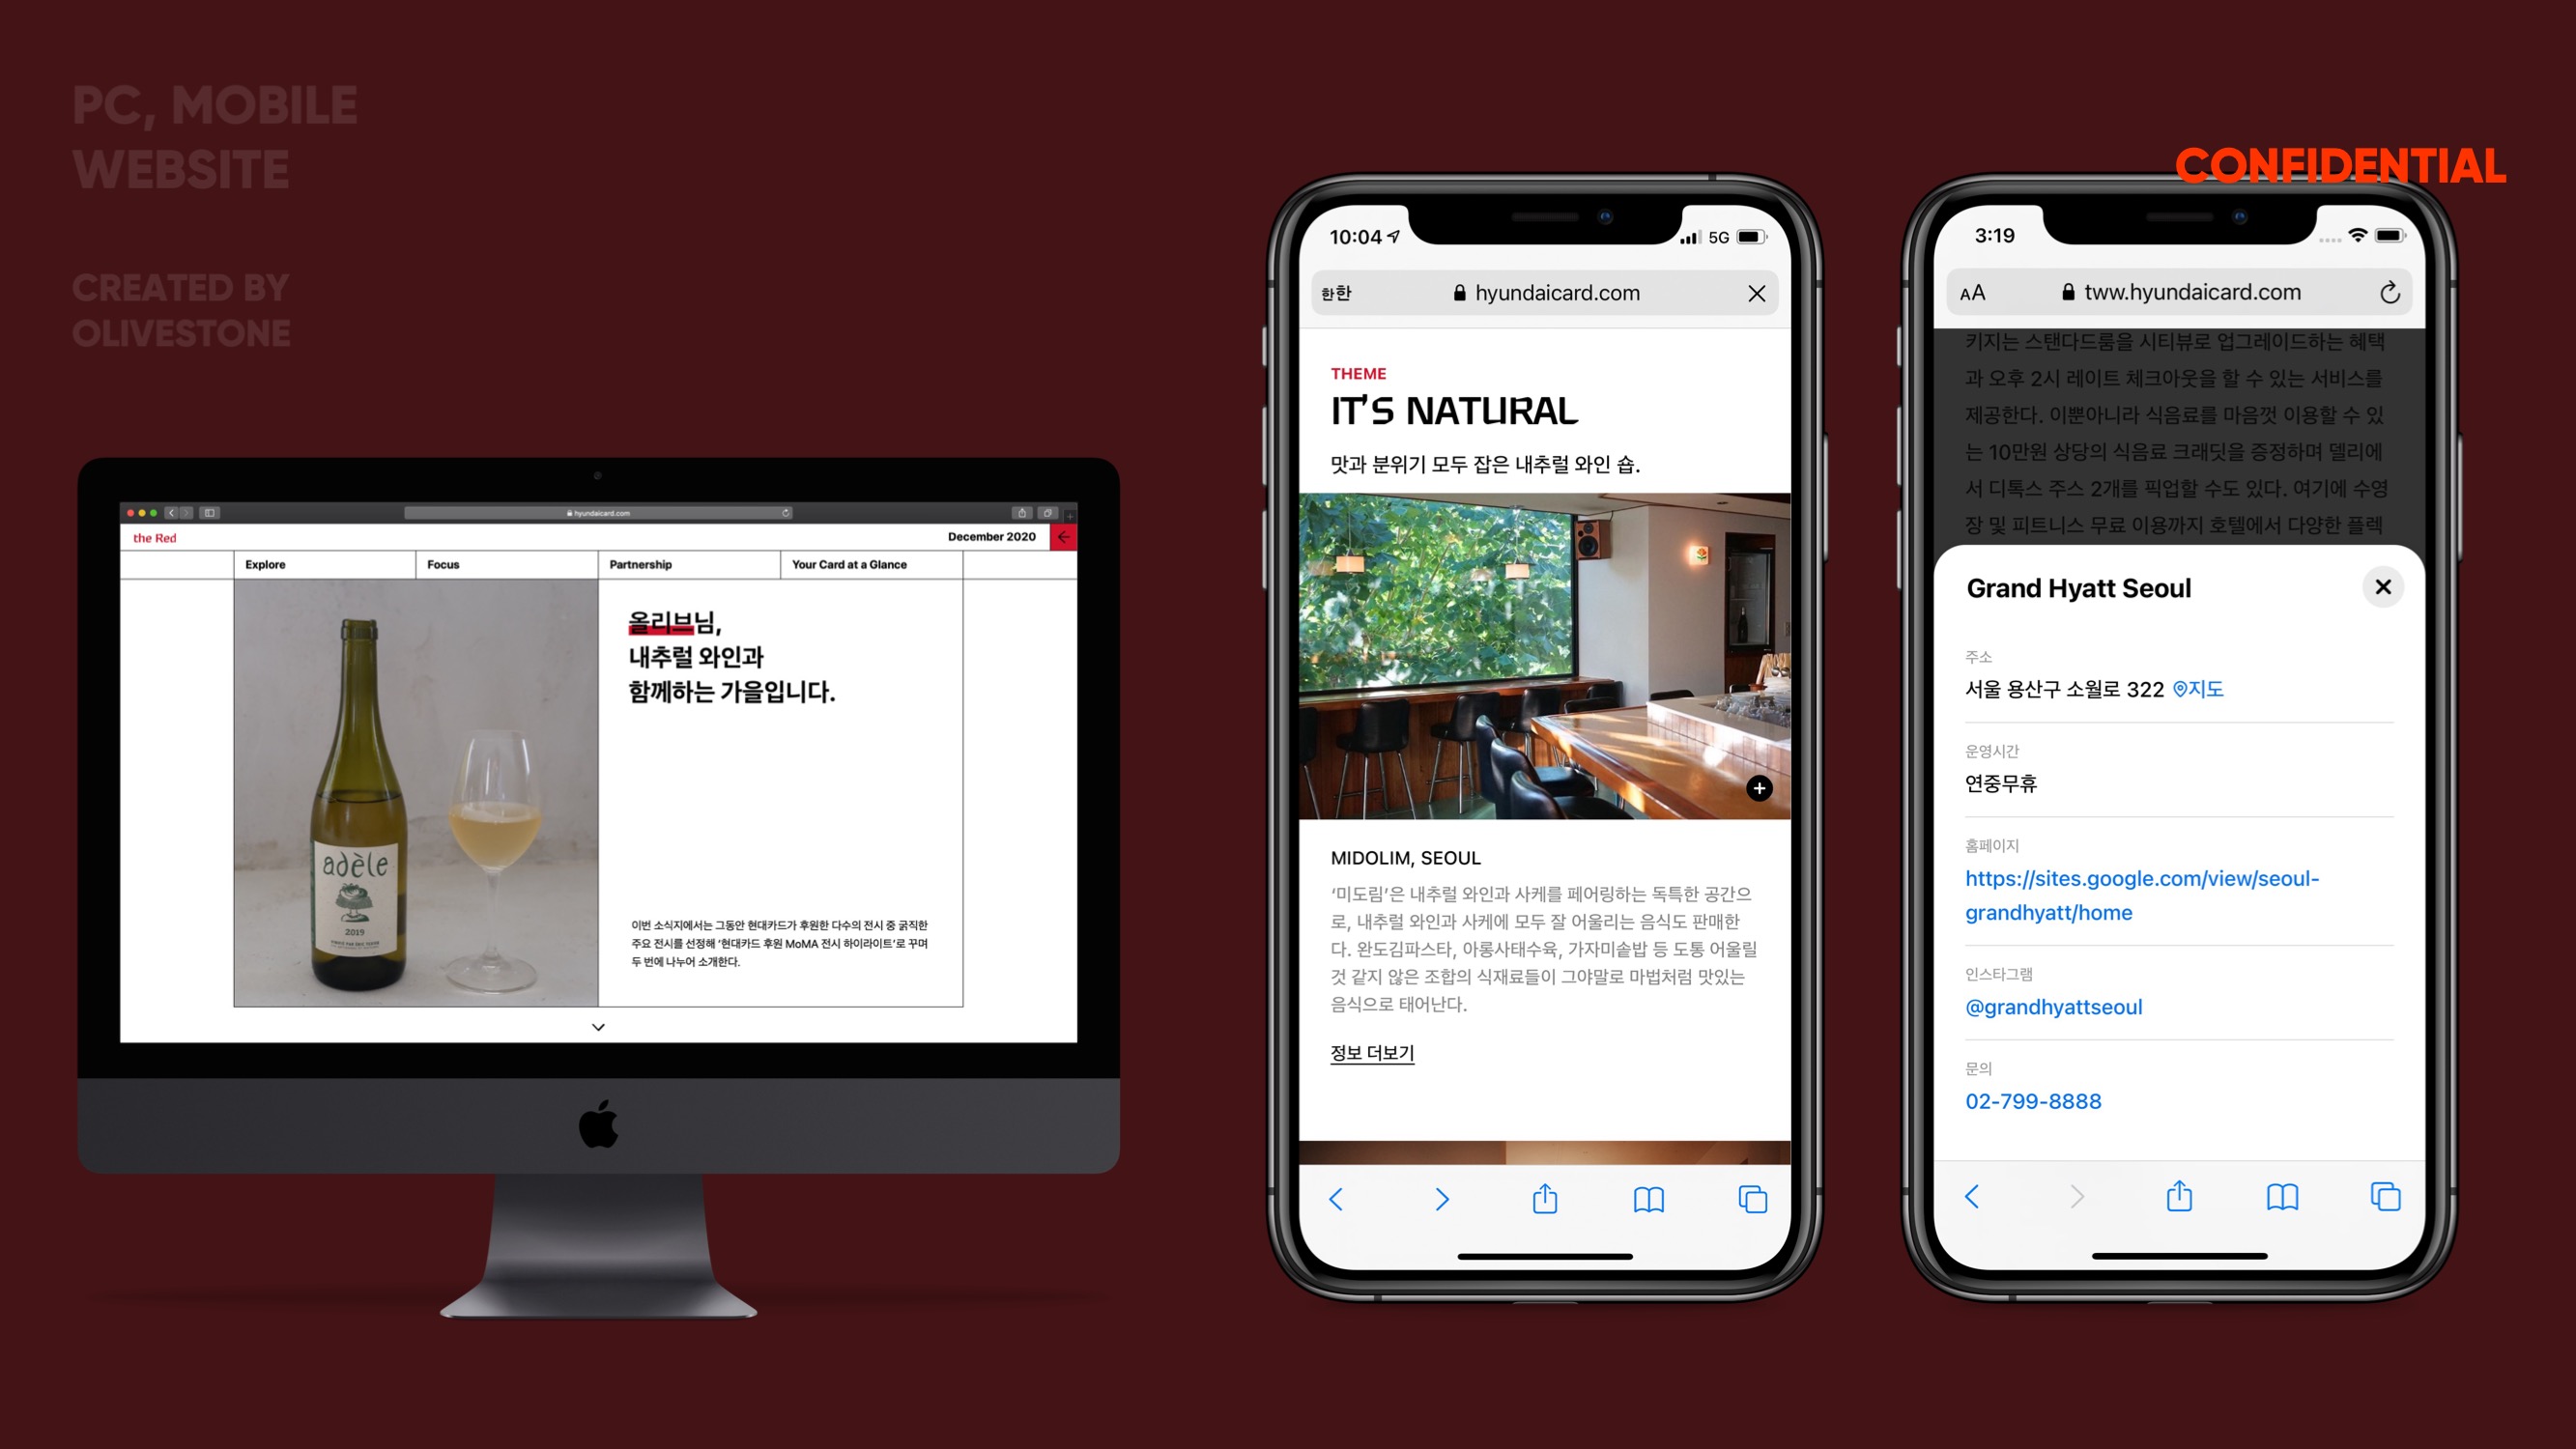 PC, MOBILE
WEBSITE
CREATED BY
OLIVESTONE
CONFIDENTIAL
hyundaicard.com
the Red
December 2020
Explore
Focus
Partnership
Your Card at a Glance
올리브님,
내추럴 와인과
함께하는 가을입니다.
adèle
2019
이번 소식지에서는 그동안 현대카드가 후원한 다수의 전시 중 굵직한
주요 전시를 선정해 ‘현대카드 후원 MoMA 전시 하이라이트’로 꾸며
두 번에 나누어 소개한다.
10:04
5G
한한
hyundaicard.com
THEME
IT'S NATURAL
맛과 분위기 모두 잡은 내추럴 와인 숍.
MIDOLIM, SEOUL
‘미도림’은 내추럴 와인과 사케를 페어링하는 독특한 공간으
로, 내추럴 와인과 사케에 모두 잘 어울리는 음식도 판매한
다. 완도김파스타, 아롱사태수육, 가자미솥밥 등 도통 어울릴
것 같지 않은 조합의 식재료들이 그야말로 마법처럼 맛있는
음식으로 태어난다.
정보 더보기
3:19
AA
tww.hyundaicard.com
키지는 스탠다드룸을 시티뷰로 업그레이드하는 혜택
과 오후 2시 레이트 체크아웃을 할 수 있는 서비스를
제공한다. 이뿐아니라 식음료를 마음껏 이용할 수 있
는 10만원 상당의 식음료 크래딧을 증정하며 델리에
서 디톡스 주스 2개를 픽업할 수도 있다. 여기에 수영
장 및 피트니스 무료 이용까지 호텔에서 다양한 플렉
Grand Hyatt Seoul
주소
서울 용산구 소월로 322 지도
운영시간
연중무휴
홈페이지
https://sites.google.com/view/seoul-
grandhyatt/home
인스타그램
@grandhyattseoul
문의
02-799-8888